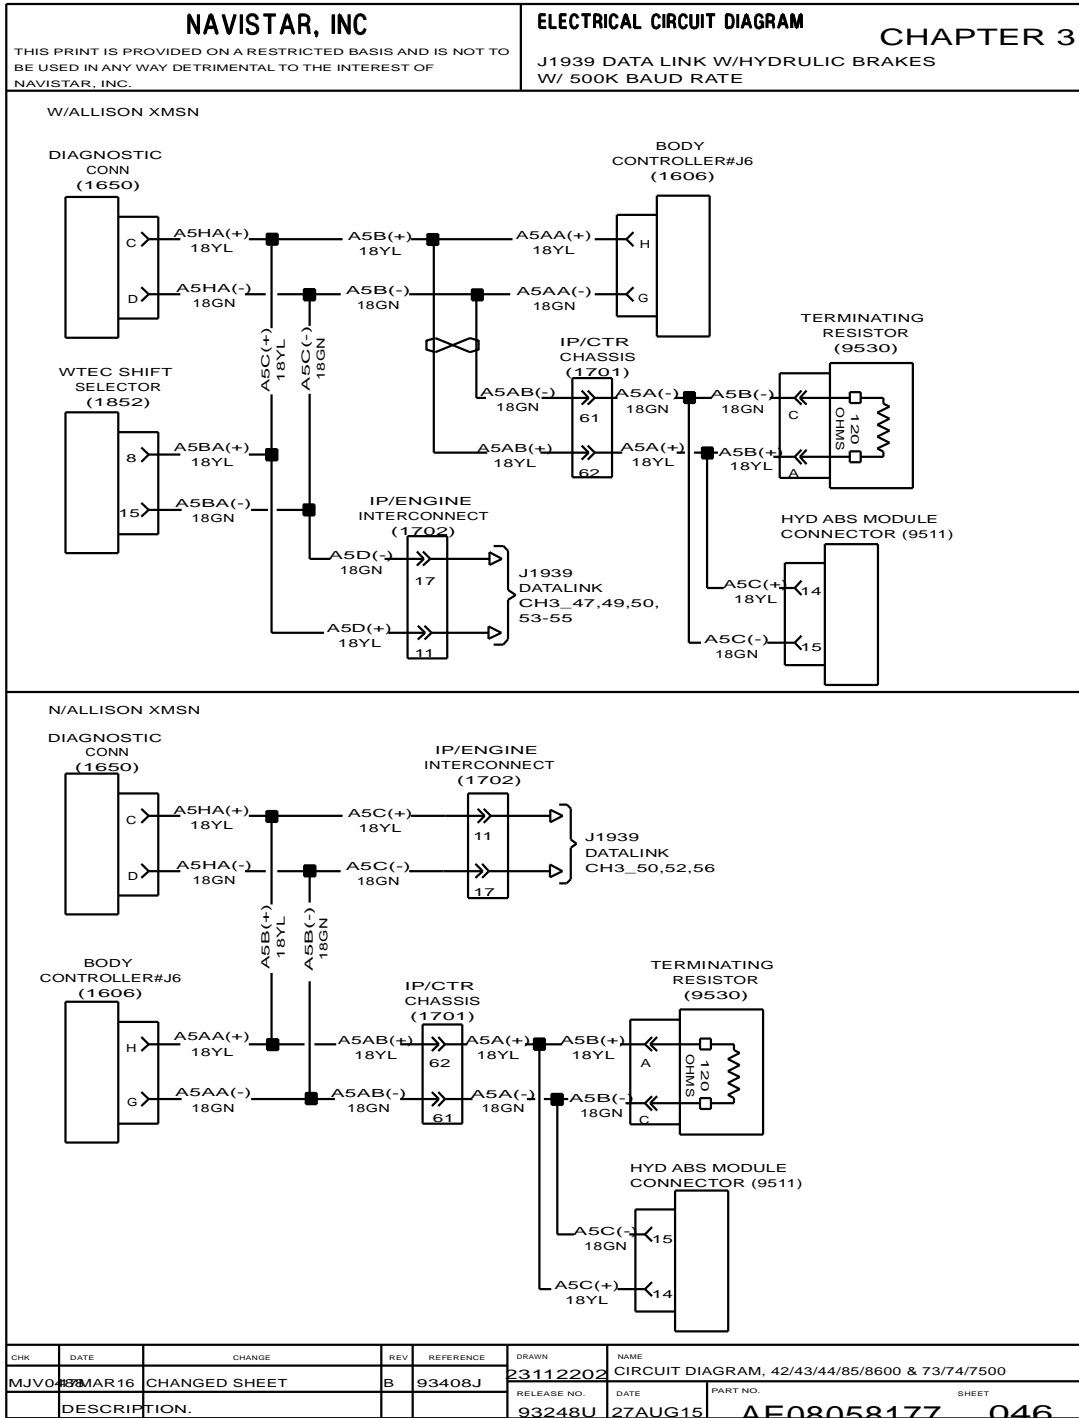 NAVISTAR, INC
THIS PRINT IS PROVIDED ON A RESTRICTED BASIS AND IS NOT TO
BE USED IN ANY WAY DETRIMENTAL TO THE INTEREST OF
NAVISTAR, INC.
ELECTRICAL CIRCUIT DIAGRAM
CHAPTER 3
J1939 DATA LINK W/HYDRULIC BRAKES
W/ 500K BAUD RATE
W/ALLISON XMSN
DIAGNOSTIC
CONN
(1650)
BODY
CONTROLLER#J6
(1606)
C
A5HA(+)
18YL
A5B(+)
18YL
A5AA(+)
18YL
H
D
A5HA(-)
18GN
A5B(-)
18GN
A5AA(-)
18GN
G
A5C(+)
18YL
A5C(-)
18GN
IP/CTR
CHASSIS
(1701)
TERMINATING
RESISTOR
(9530)
WTEC SHIFT
SELECTOR
(1852)
A5AB(-)
18GN
61
A5A(-)
18GN
A5B(-)
18GN
C
120
OHMS
8
A5BA(+)
18YL
A5AB(+)
18YL
62
A5A(+)
18YL
A5B(+)
18YL
A
15
A5BA(-)
18GN
IP/ENGINE
INTERCONNECT
(1702)
HYD ABS MODULE
CONNECTOR (9511)
A5D(-)
18GN
17
J1939
DATALINK
CH3_47,49,50,
53-55
A5C(+)
18YL
14
A5D(+)
18YL
11
A5C(-)
18GN
15
N/ALLISON XMSN
DIAGNOSTIC
CONN
(1650)
IP/ENGINE
INTERCONNECT
(1702)
C
A5HA(+)
18YL
A5C(+)
18YL
11
J1939
DATALINK
CH3_50,52,56
D
A5HA(-)
18GN
A5C(-)
18GN
17
A5B(+)
18YL
A5B(-)
18GN
BODY
CONTROLLER#J6
(1606)
IP/CTR
CHASSIS
(1701)
TERMINATING
RESISTOR
(9530)
H
A5AA(+)
18YL
A5AB(+)
18YL
62
A5A(+)
18YL
A5B(+)
18YL
A
120
OHMS
G
A5AA(-)
18GN
A5AB(-)
18GN
61
A5A(-)
18GN
A5B(-)
18GN
C
HYD ABS MODULE
CONNECTOR (9511)
A5C(-)
18GN
15
A5C(+)
18YL
14
CHK DATE CHANGE REV REFERENCE DRAWN NAME
CHANGED SHEET B 93408J 23112202 CIRCUIT DIAGRAM, 42/43/44/85/8600 & 73/74/7500
RELEASE NO. DATE PART NO. SHEET
DESCRIPTION. 93248U 27AUG15 AE08058177 046